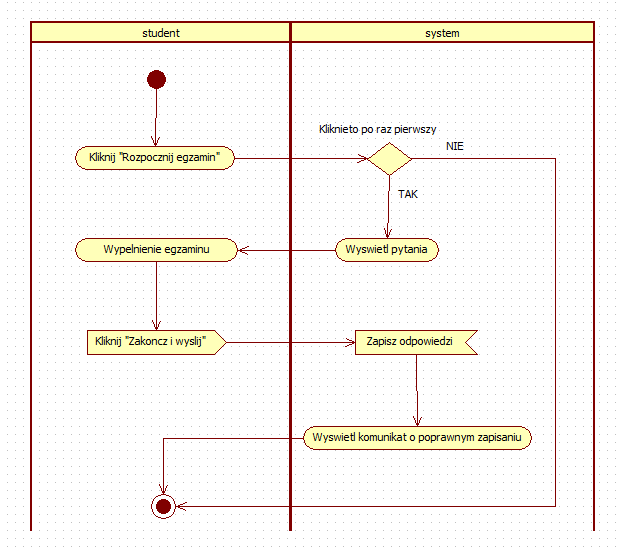 student
system
Kliknieto po raz pierwszy
Kliknij "Rozpocznij egzamin"
NIE
TAK
Wypelnienie egzaminu
Wyswietl pytania
Kliknij "Zakoncz i wyslij"
Zapisz odpowiedzi
Wyswietl komunikat o poprawnym zapisaniu